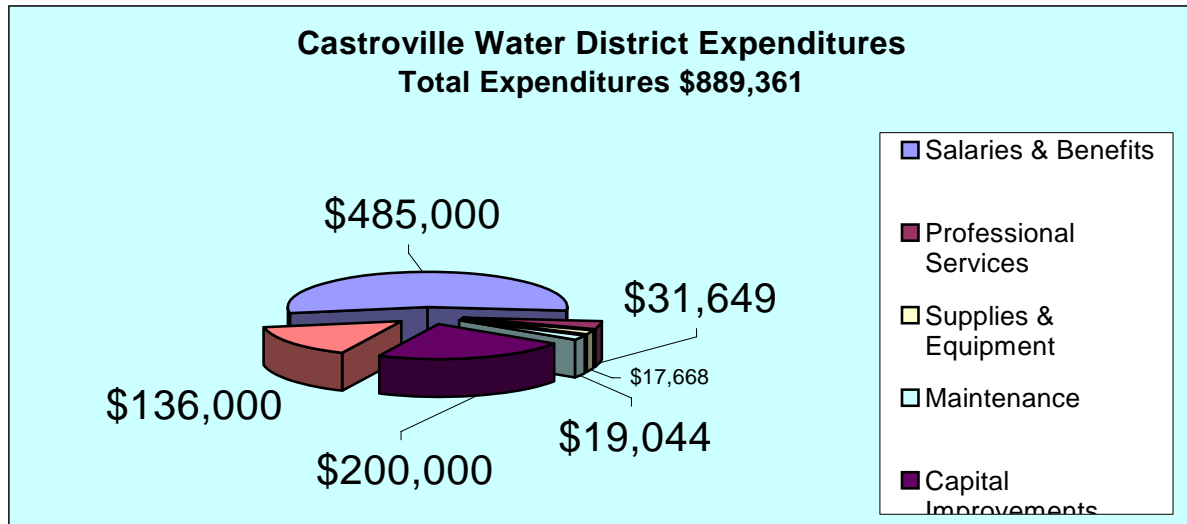 Castroville Water District Expenditures
Total Expenditures $889,361
$485,000
$31,649
$17,668
$19,044
$200,000
$136,000
Salaries & Benefits
Professional
Services
Supplies &
Equipment
Maintenance
Capital
Improvements